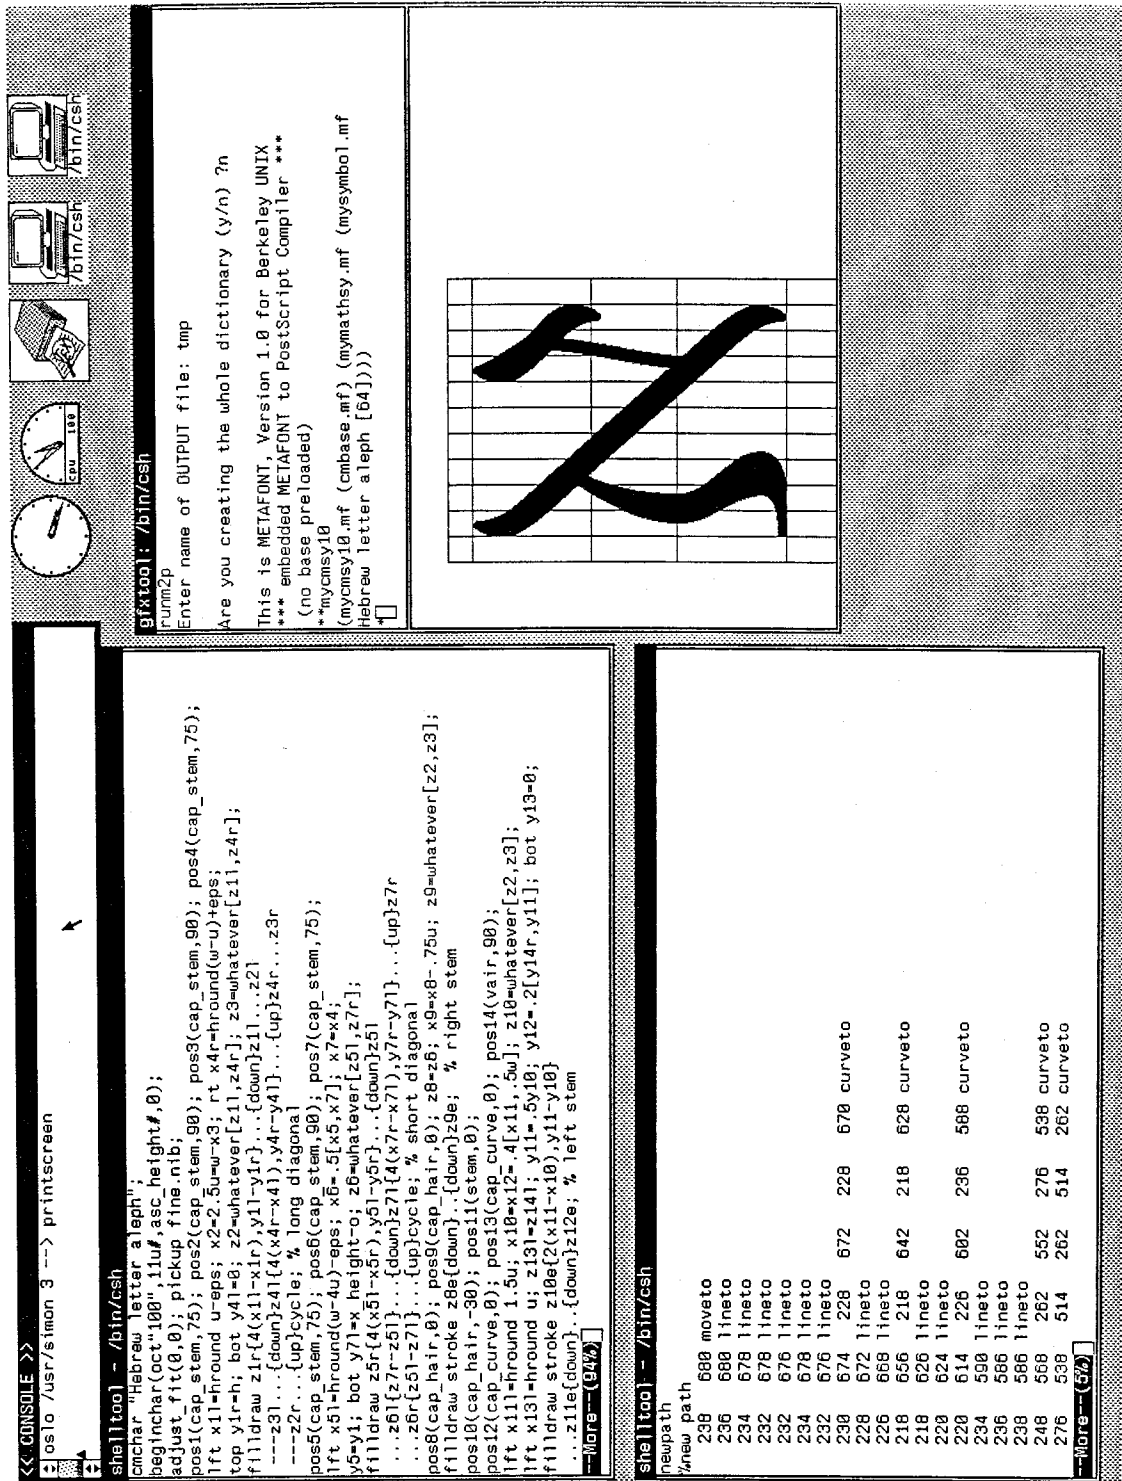 << CONSOLE >>
oslo /usr/simon 3 --> printscreen
shelltool - /bin/csh
cmchar "Hebrew letter aleph";
beginchar(oct"100",11u#,asc_height#,0);
adjust_fit(0,0); pickup fine.nib;
pos1(cap_stem,75); pos2(cap_stem,90); pos3(cap_stem,90); pos4(cap_stem,75);
lft x1l=hround u-eps; x2=2.5u=w-x3; rt x4r=hround(w-u)+eps;
top y1r=h; bot y4l=0; z2=whatever[z1l,z4r]; z3=whatever[z1l,z4r];
filldraw z1r{4(x1l-x1r),y1l-y1r}...{down}z1l...z2l
---z3l...{down}z4l{4(x4r-x4l),y4r-y4l}...{up}z4r...z3r
---z2r...{up}cycle; % long diagonal
pos5(cap_stem,75); pos6(cap_stem,90); pos7(cap_stem,75);
lft x5l=hround(w-4u)-eps; x6=.5[x5,x7]; x7=x4;
y5=y1; bot y7l=x_height-o; z6=whatever[z5l,z7r];
filldraw z5r{4(x5l-x5r),y5l-y5r}...{down}z5l
...z6l{z7r-z5l}...{down}z7l{4(x7r-x7l),y7r-y7l}...{up}z7r
...z6r{z5l-z7l}...{up}cycle; % short diagonal
pos8(cap_hair,0); pos9(cap_hair,0); z8=z6; x9=x8-.75u; z9=whatever[z2,z3];
filldraw stroke z8e{down}..{down}z9e; % right stem
pos10(cap_hair,-30); pos11(stem,0);
pos12(cap_curve,0); pos13(cap_curve,0); pos14(vair,90);
lft x11l=hround 1.5u; x10=x12=.4[x11,.5w]; z10=whatever[z2,z3];
lft x13l=hround u; z13l=z14l; y11=.5y10; y12=.2[y14r,y11]; bot y13=0;
filldraw stroke z10e{2(x11-x10),y11-y10}
...z11e{down}..{down}z12e; % left stem
--More--(94%)
shelltool - /bin/csh
newpath
%new path
238 680 moveto
236 680 lineto
234 678 lineto
232 678 lineto
232 676 lineto
234 678 lineto
232 676 lineto
230 674 228 672 228 670 curveto
228 672 lineto
226 668 lineto
218 656 218 642 218 628 curveto
218 626 lineto
220 624 lineto
220 614 226 602 236 588 curveto
234 590 lineto
236 586 lineto
238 586 lineto
248 568 262 552 276 538 curveto
276 538 514 262 514 262 curveto
--More--(5%)
cpu 100
/bin/csh
/bin/csh
gfxtool: /bin/csh
runm2p
Enter name of OUTPUT file: tmp
Are you creating the whole dictionary (y/n) ?n
This is METAFONT, Version 1.0 for Berkeley UNIX
*** embedded METAFONT to PostScript Compiler ***
(no base preloaded)
**mycmsy10
(mycmsy10.mf (cmbase.mf) (mymathsy.mf (mysymbol.mf
Hebrew letter aleph [64])))
*